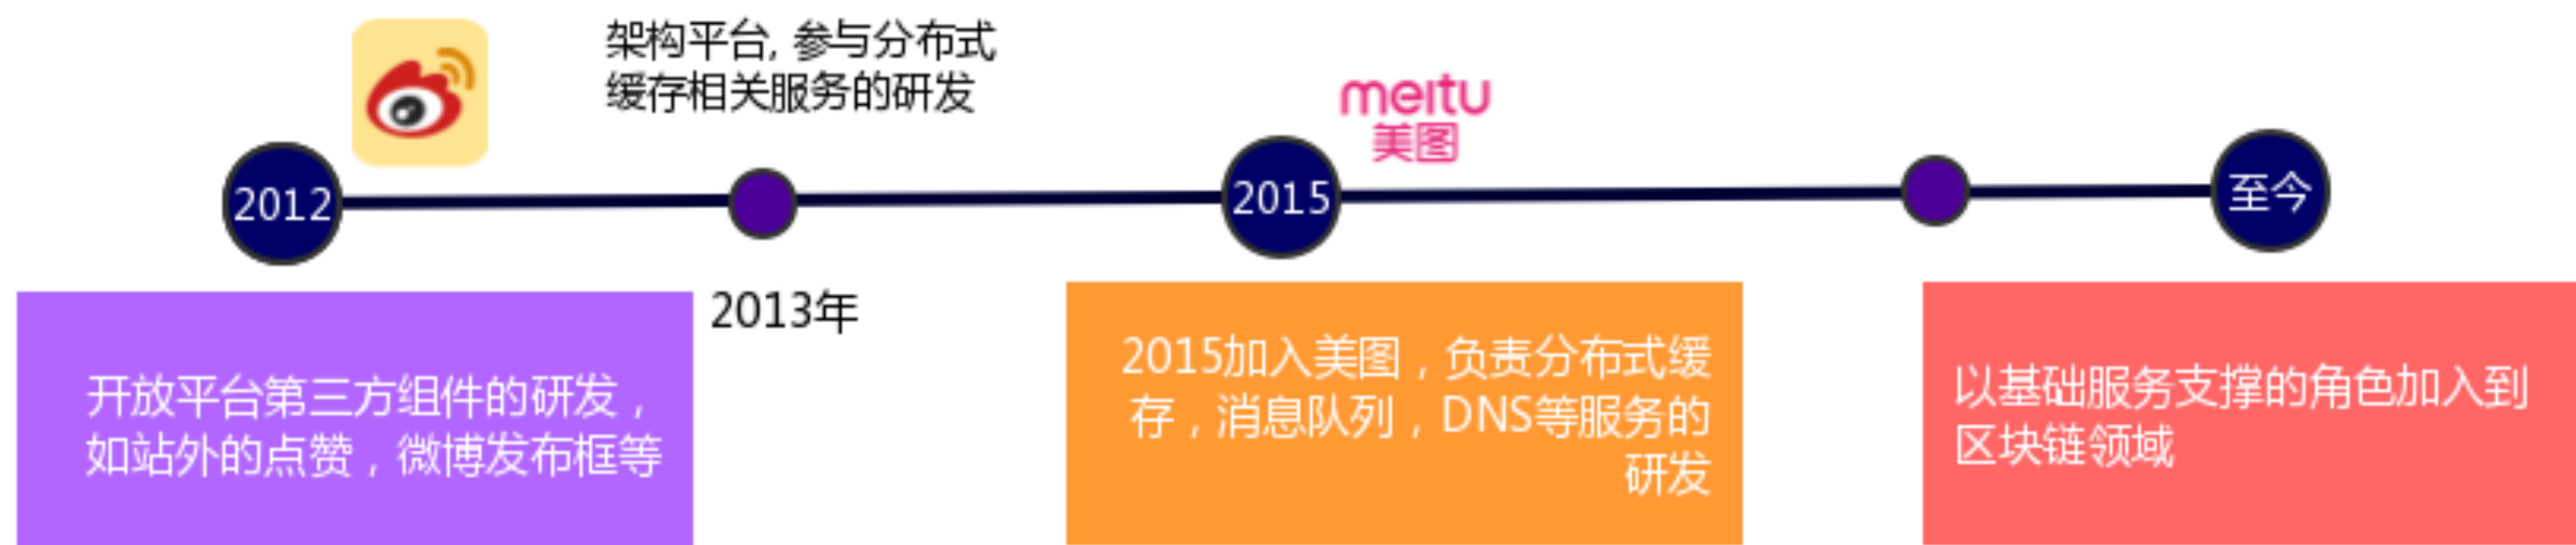 架构平台, 参与分布式
缓存相关服务的研发
meitu
美图
2012
2015
至今
2013年
开放平台第三方组件的研发，
如站外的点赞，微博发布框等
2015加入美图，负责分布式缓
存，消息队列，DNS等服务的
研发
以基础服务支撑的角色加入到
区块链领域